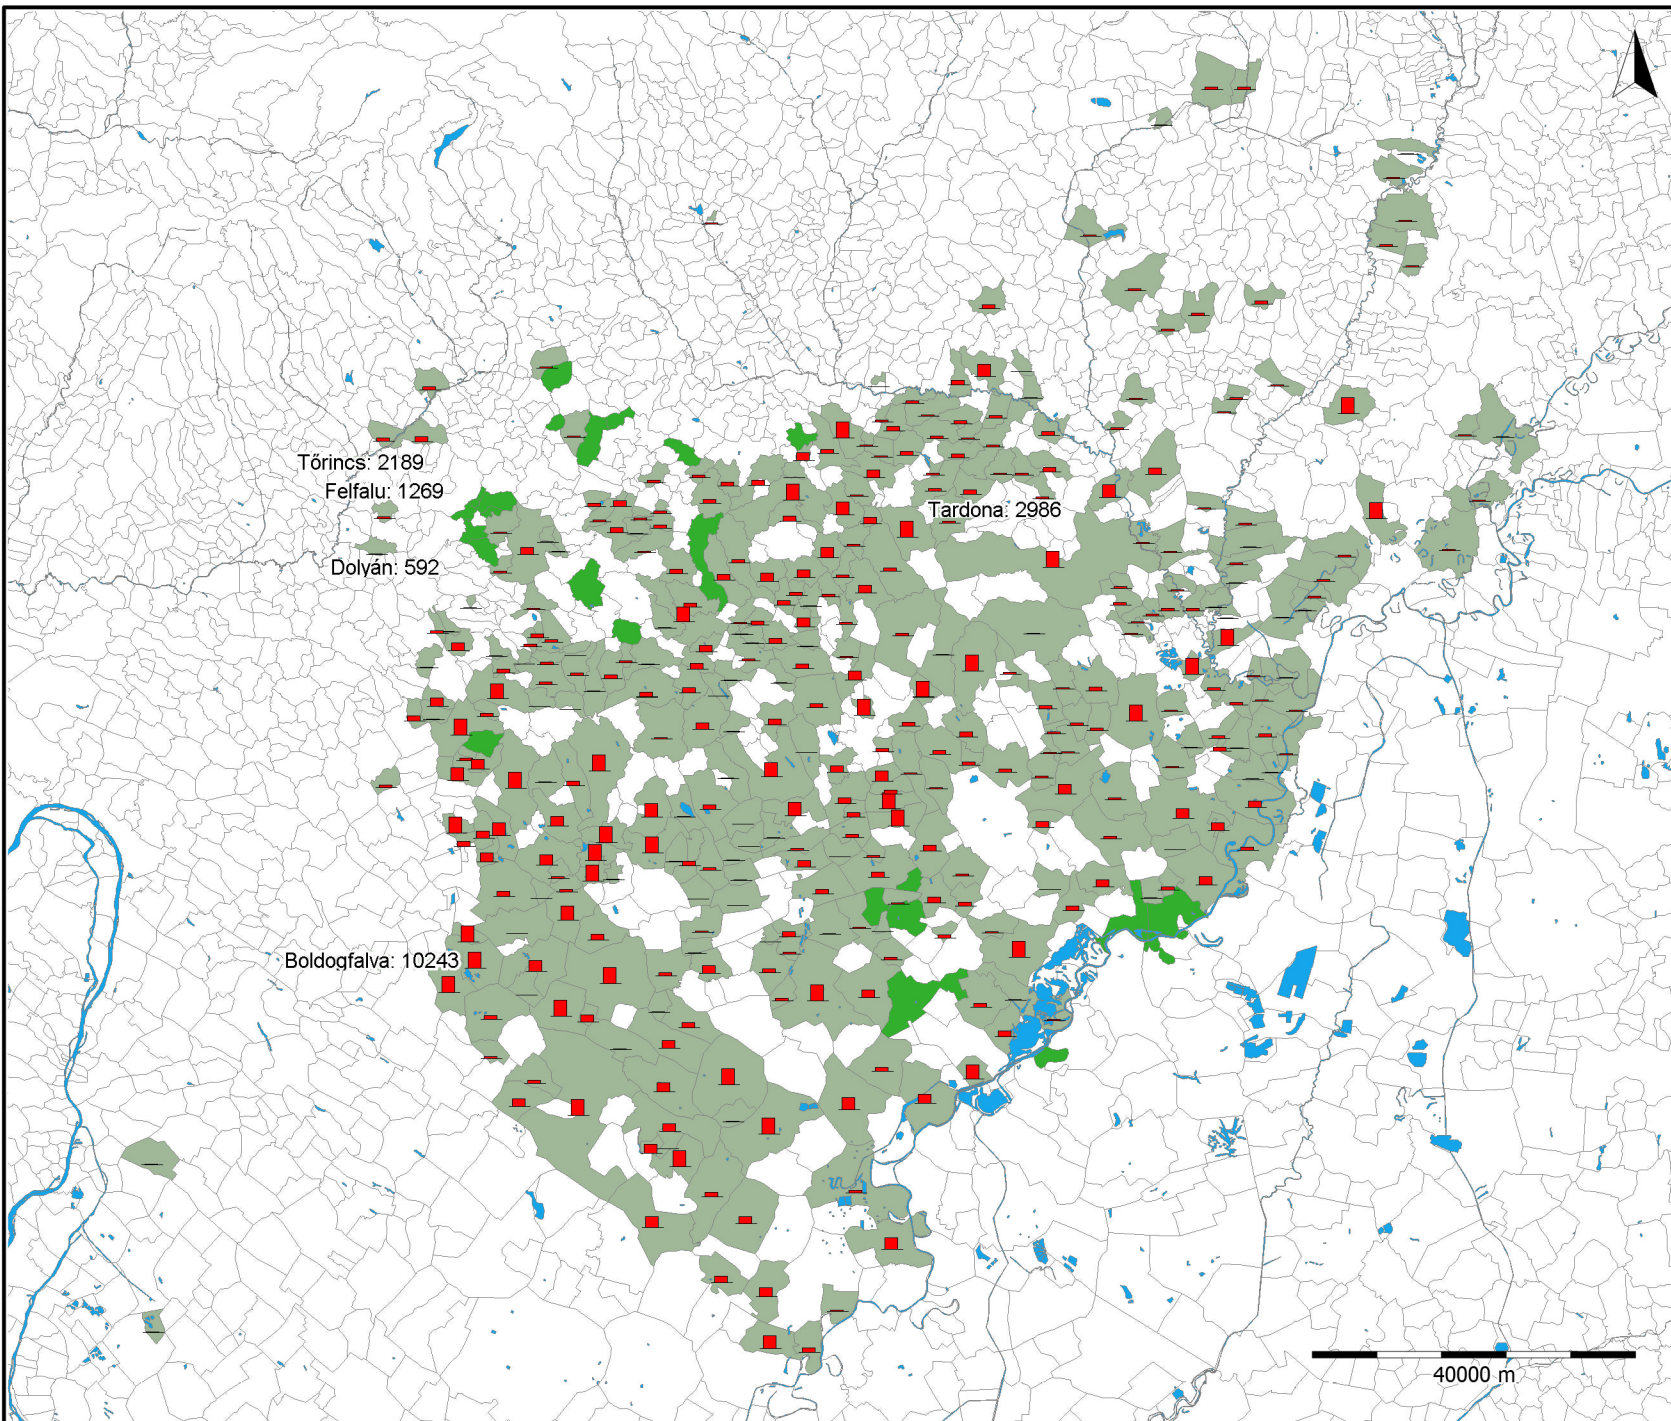 Tőrincs: 2189
Felfalu: 1269
Tardona: 2986
Dolyán: 592
Boldogfalva: 10243
40000 m